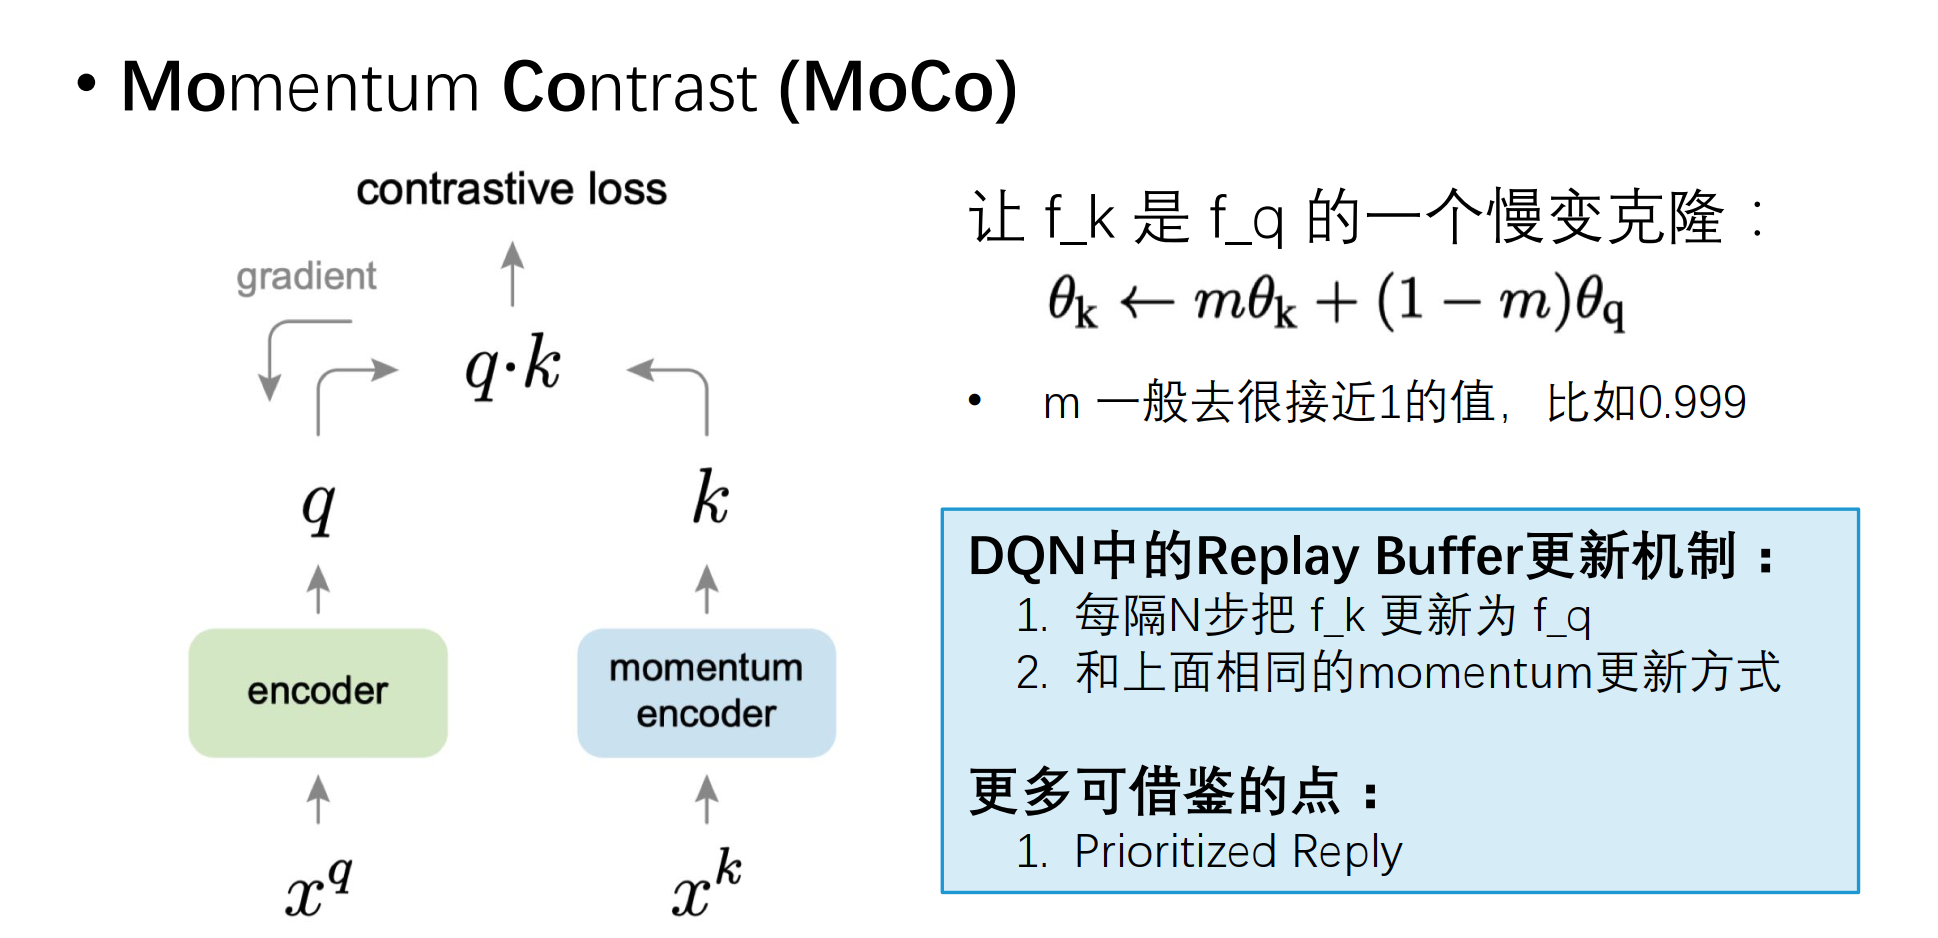 • Momentum Contrast (MoCo)
contrastive loss
gradient
q·k
q
k
encoder
momentum
encoder
x^q
x^k
让 f_k 是 f_q 的一个慢变克隆：
θ_k ← mθ_k + (1 − m)θ_q
• m 一般去很接近1的值，比如0.999
DQN中的Replay Buffer更新机制：
1. 每隔N步把 f_k 更新为 f_q
2. 和上面相同的momentum更新方式
更多可借鉴的点：
1. Prioritized Reply